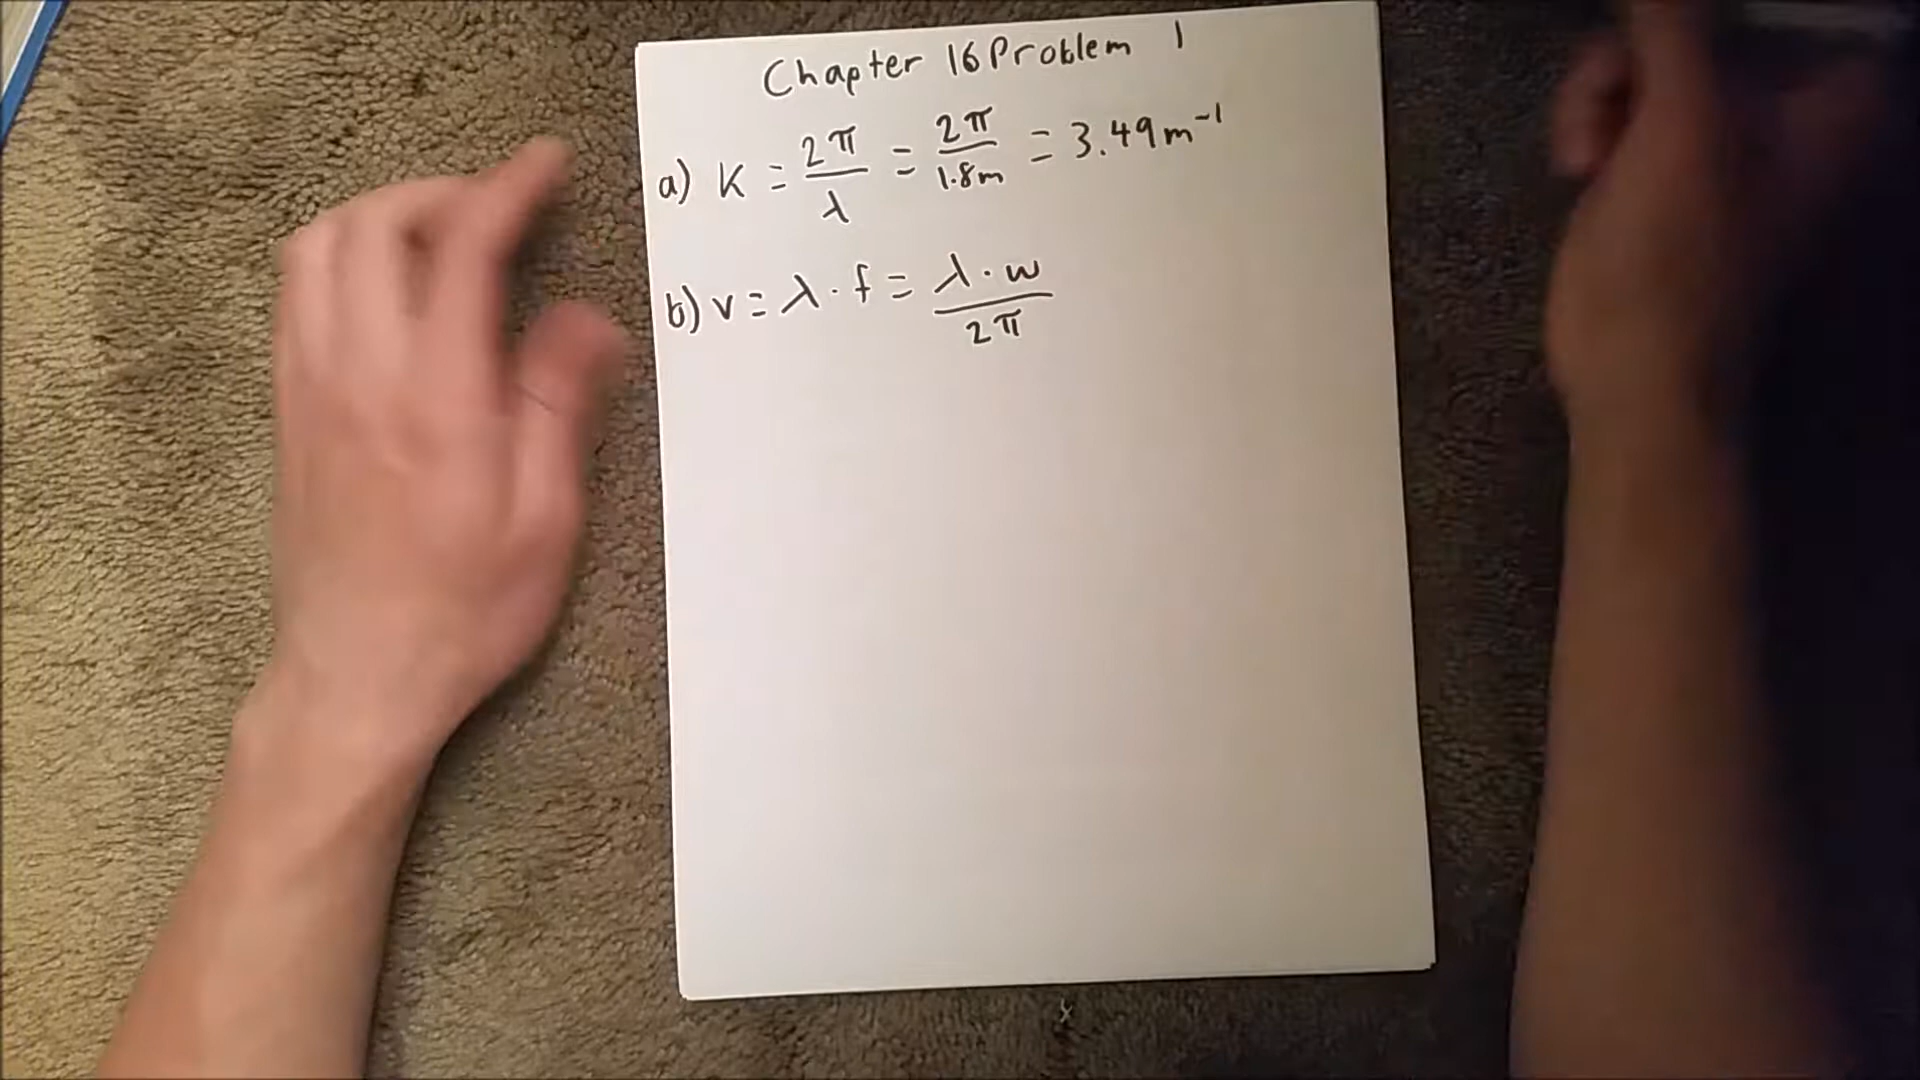 Chapter 16 Problem 1
a) K = 2π/λ = 2π/1.8m = 3.49m⁻¹
b) v = λ · f = λ · w/2π